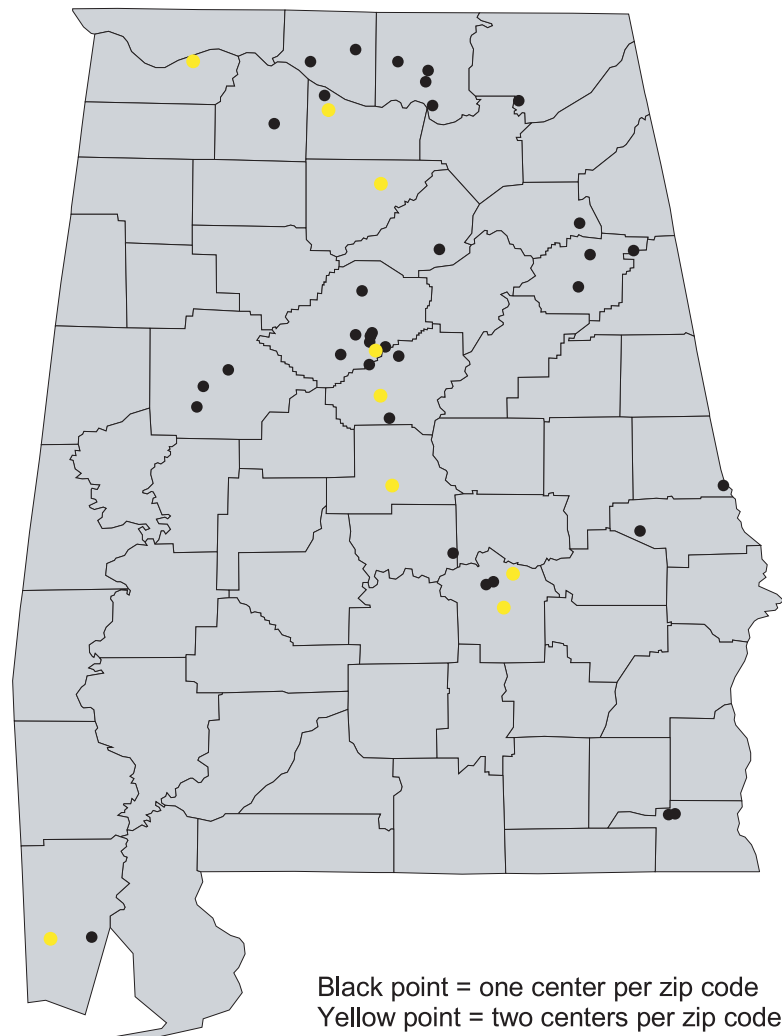 Black point = one center per zip code
Yellow point = two centers per zip code